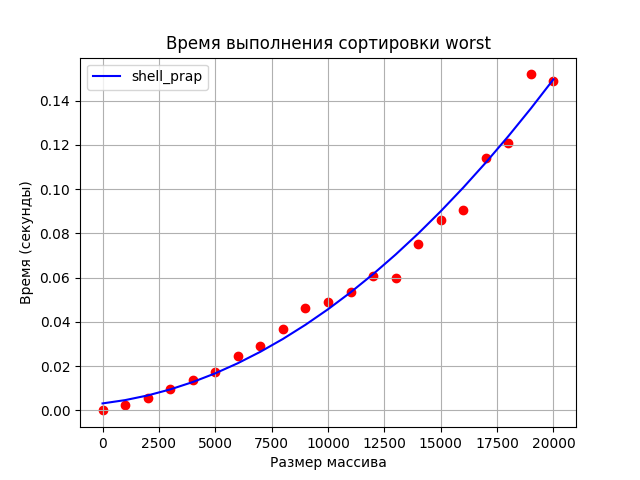 Время выполнения сортировки worst
shell_prap
0.14
0.12
0.10
0.08
0.06
0.04
0.02
0.00
Время (секунды)
0 2500 5000 7500 10000 12500 15000 17500 20000
Размер массива